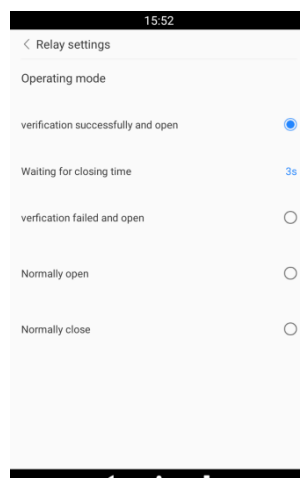 15:52
Relay settings
Operating mode
verification successfully and open
Waiting for closing time 3s
verfication failed and open
Normally open
Normally close